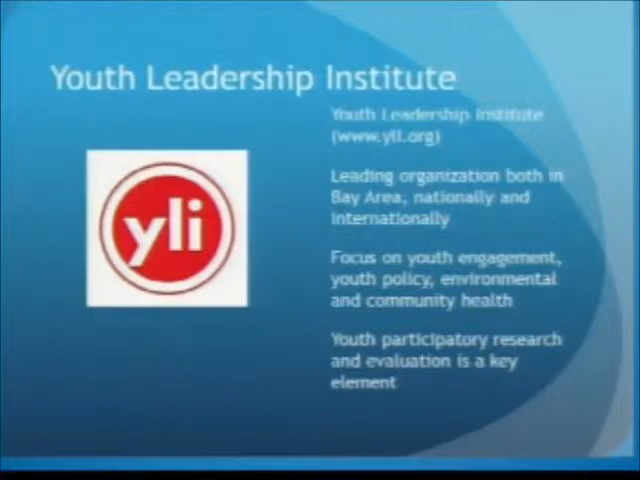 Youth Leadership Institute
yli
Youth Leadership Institute
(www.yli.org)
Leading organization both in
Bay Area, nationally and
internationally
Focus on youth engagement,
youth policy, environmental
and community health
Youth participatory research
and evaluation is a key
element